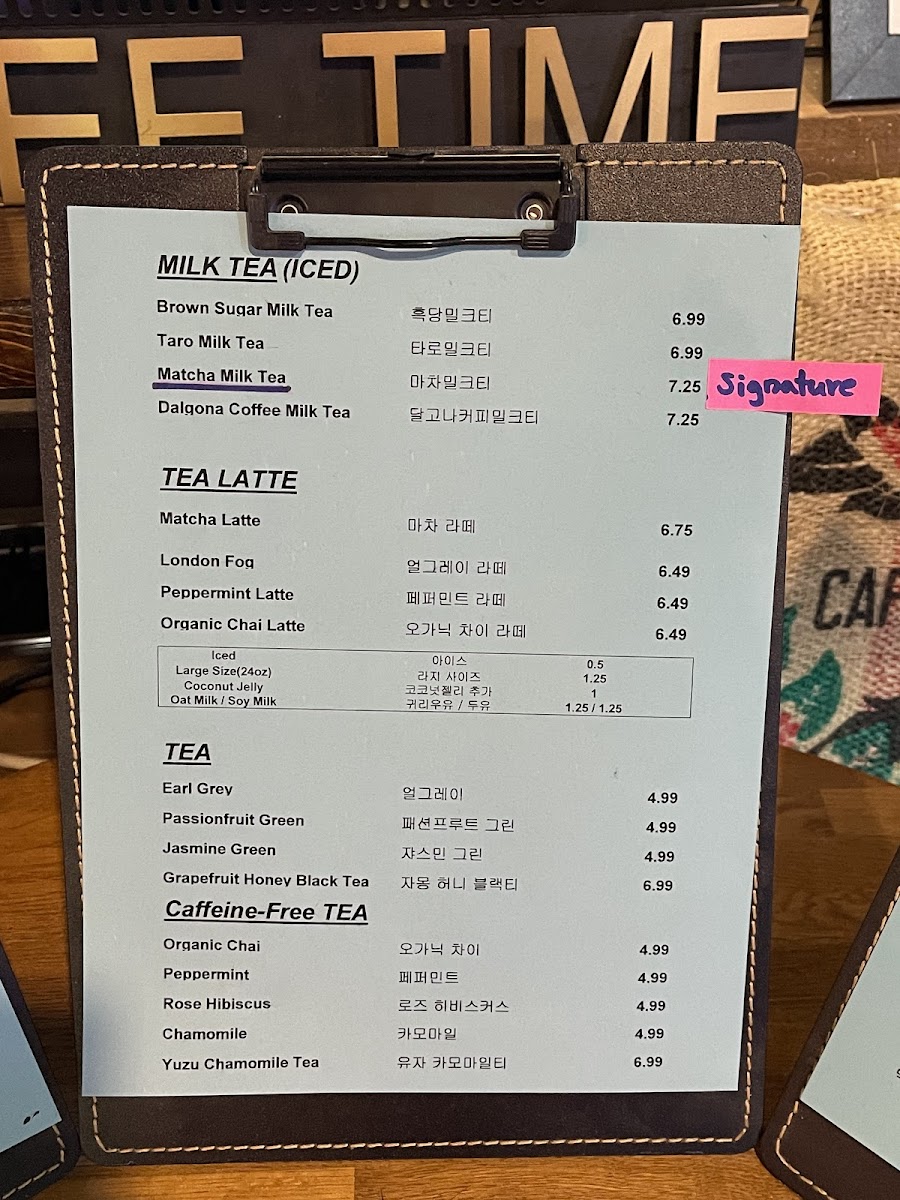 EE TIME
MILK TEA (ICED)
Brown Sugar Milk Tea 흑당밀크티 6.99
Taro Milk Tea 타로밀크티 6.99
Matcha Milk Tea 마차밀크티 7.25 Signature
Dalgona Coffee Milk Tea 달고나커피밀크티 7.25
TEA LATTE
Matcha Latte 마차 라떼 6.75
London Fog 얼그레이 라떼 6.49
Peppermint Latte 페퍼민트 라떼 6.49
Organic Chai Latte 오가닉 차이 라떼 6.49
Iced 아이스 0.5
Large Size(24oz) 라지 사이즈 1.25
Coconut Jelly 코코넛젤리 추가 1
Oat Milk / Soy Milk 귀리우유 / 두유 1.25 / 1.25
TEA
Earl Grey 얼그레이 4.99
Passionfruit Green 패션프루트 그린 4.99
Jasmine Green 쟈스민 그린 4.99
Grapefruit Honey Black Tea 자몽 허니 블랙티 6.99
Caffeine-Free TEA
Organic Chai 오가닉 차이 4.99
Peppermint 페퍼민트 4.99
Rose Hibiscus 로즈 히비스커스 4.99
Chamomile 카모마일 4.99
Yuzu Chamomile Tea 유자 카모마일티 6.99
CAF